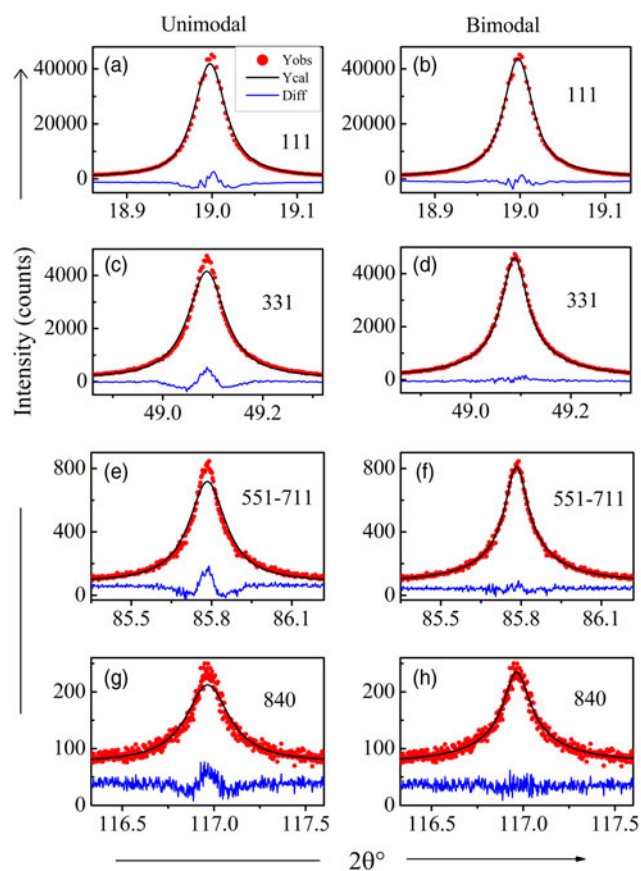 Unimodal
Bimodal
(a)
Yobs
Ycal
Diff
111
40000
20000
0
18.9 19.0 19.1
(b)
111
40000
20000
0
18.9 19.0 19.1
(c)
331
4000
2000
0
49.0 49.2
(d)
331
4000
2000
0
49.0 49.2
Intensity (counts)
(e)
551-711
800
400
0
85.5 85.8 86.1
(f)
551-711
800
400
0
85.5 85.8 86.1
(g)
840
200
100
0
116.5 117.0 117.5
(h)
840
200
100
0
116.5 117.0 117.5
2θ°